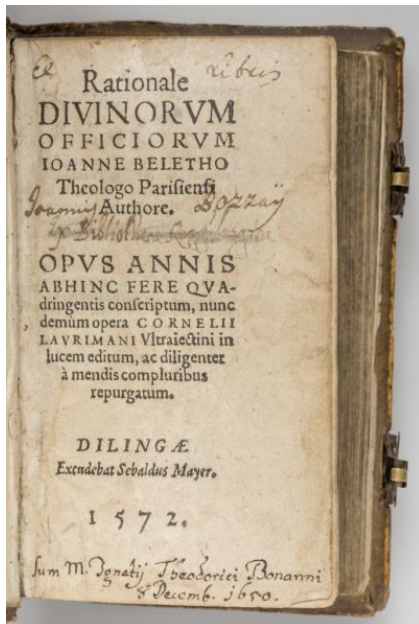 Ex libris
Rationale
DIVINORVM
OFFICIORVM
IOANNE BELETHO
Theologo Parisiensi
Authore.
Joannis Bozzaÿ
OPVS ANNIS
ABHINC FERE QVA-
dringentis conscriptum, nunc
demùm opera CORNELII
LAVRIMANI Vltraiectini in
lucem editum, ac diligenter
à mendis compluribus
repurgatum.
DILINGÆ
Excudebat Sebaldus Mayer.
1572.
sum M. Ignatij Theodorici Bonanni
8 Decemb. 1650.